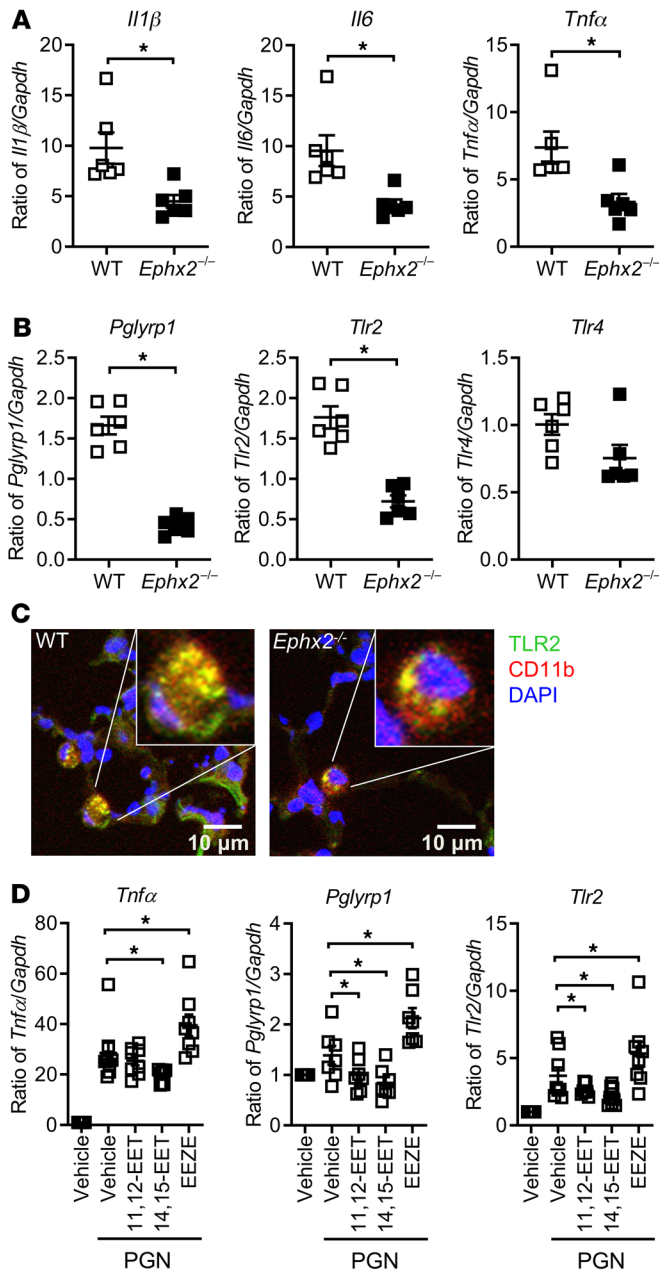 A
Il1β
Il6
Tnfα
Ratio of Il1β/Gapdh
20
15
10
5
0
*
WT
Ephx2⁻/⁻
Ratio of Il6/Gapdh
20
15
10
5
0
*
WT
Ephx2⁻/⁻
Ratio of Tnfα/Gapdh
15
10
5
0
*
WT
Ephx2⁻/⁻
B
Pglyrp1
Tlr2
Tlr4
Ratio of Pglyrp1/Gapdh
2.5
2.0
1.5
1.0
0.5
0.0
*
WT
Ephx2⁻/⁻
Ratio of Tlr2/Gapdh
2.5
2.0
1.5
1.0
0.5
0.0
*
WT
Ephx2⁻/⁻
Ratio of Tlr4/Gapdh
1.5
1.0
0.5
0.0
WT
Ephx2⁻/⁻
C
WT
10 µm
Ephx2⁻/⁻
10 µm
TLR2
CD11b
DAPI
D
Tnfα
Pglyrp1
Tlr2
Ratio of Tnfα/Gapdh
80
60
40
20
0
*
*
Vehicle
Vehicle
11,12-EET
14,15-EET
EEZE
PGN
Ratio of Pglyrp1/Gapdh
4
3
2
1
0
*
*
*
Vehicle
Vehicle
11,12-EET
14,15-EET
EEZE
PGN
Ratio of Tlr2/Gapdh
15
10
5
0
*
*
*
Vehicle
Vehicle
11,12-EET
14,15-EET
EEZE
PGN